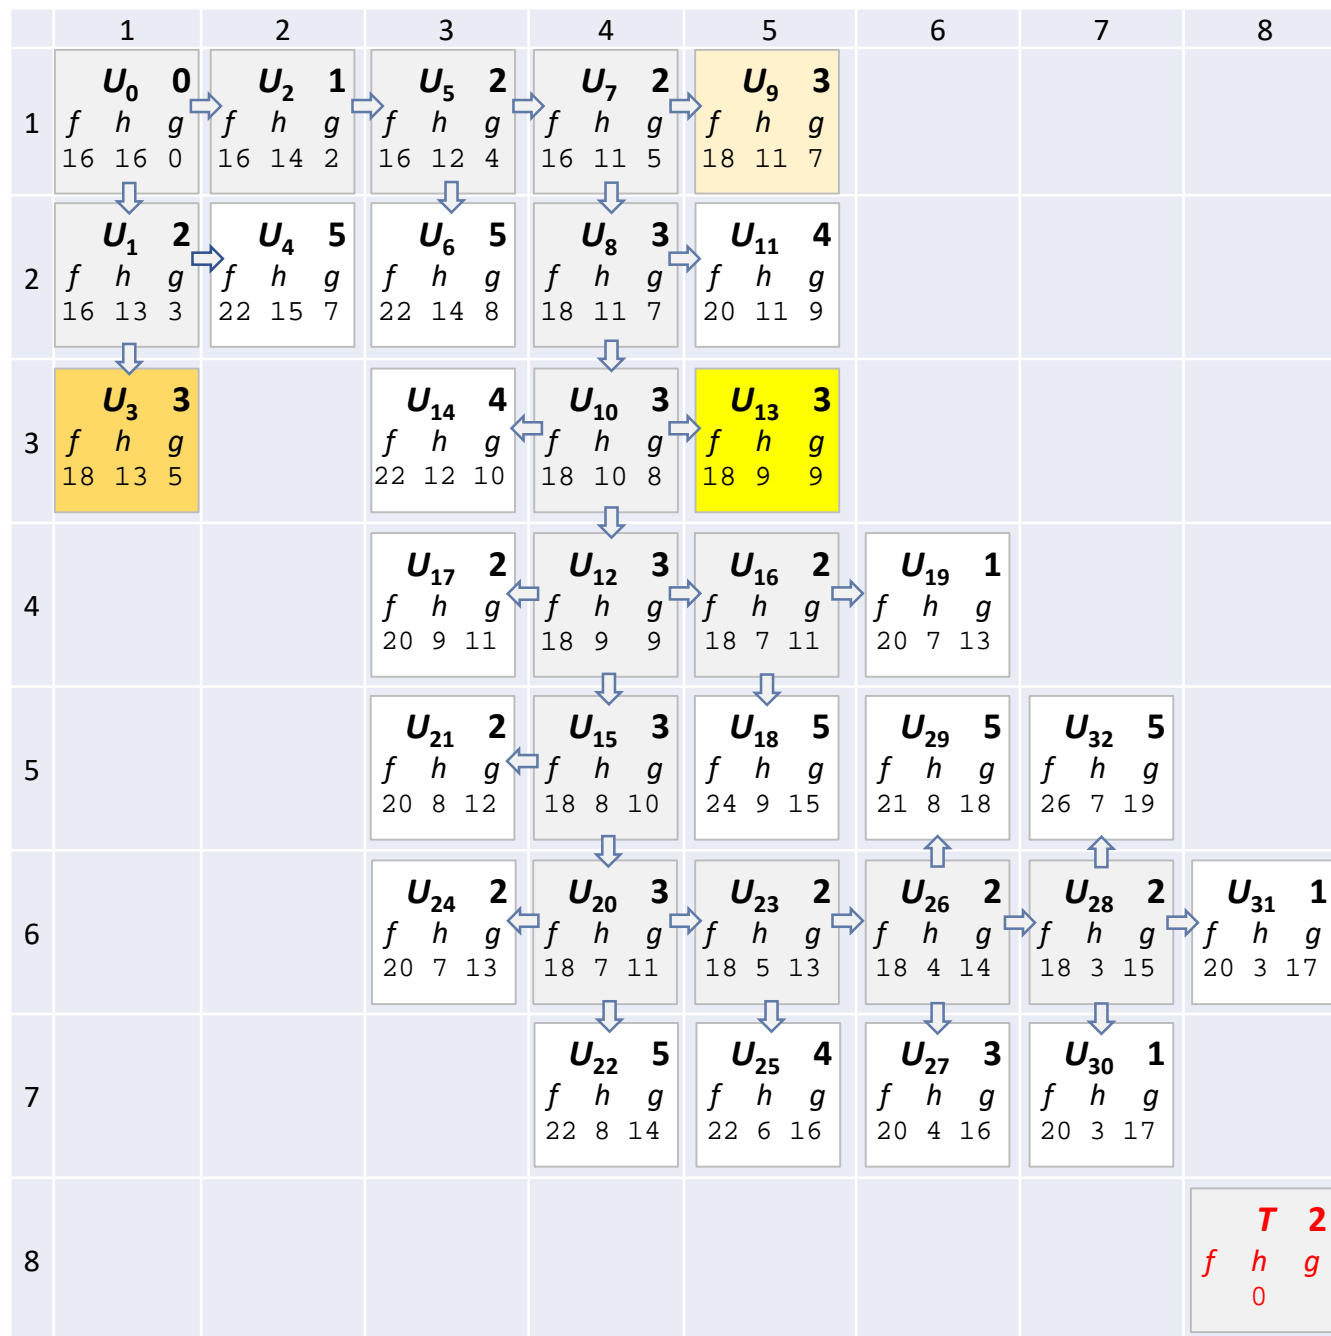 1 2 3 4 5 6 7 8
U0 0 U2 1 U5 2 U7 2 U9 3
1 f h g f h g f h g f h g f h g
16 16 0 16 14 2 16 12 4 16 11 5 18 11 7
U1 2 U4 5 U6 5 U8 3 U11 4
2 f h g f h g f h g f h g f h g
16 13 3 22 15 7 22 14 8 18 11 7 20 11 9
U3 3 U14 4 U10 3 U13 3
3 f h g f h g f h g f h g
18 13 5 22 12 10 18 10 8 18 9 9
U17 2 U12 3 U16 2 U19 1
4 f h g f h g f h g f h g
20 9 11 18 9 9 18 7 11 20 7 13
U21 2 U15 3 U18 5 U29 5 U32 5
5 f h g f h g f h g f h g f h g
20 8 12 18 8 10 24 9 15 21 8 18 26 7 19
U24 2 U20 3 U23 2 U26 2 U28 2 U31 1
6 f h g f h g f h g f h g f h g f h g
20 7 13 18 7 11 18 5 13 18 4 14 18 3 15 20 3 17
U22 5 U25 4 U27 3 U30 1
7 f h g f h g f h g f h g
22 8 14 22 6 16 20 4 16 20 3 17
T 2
8 f h g
0